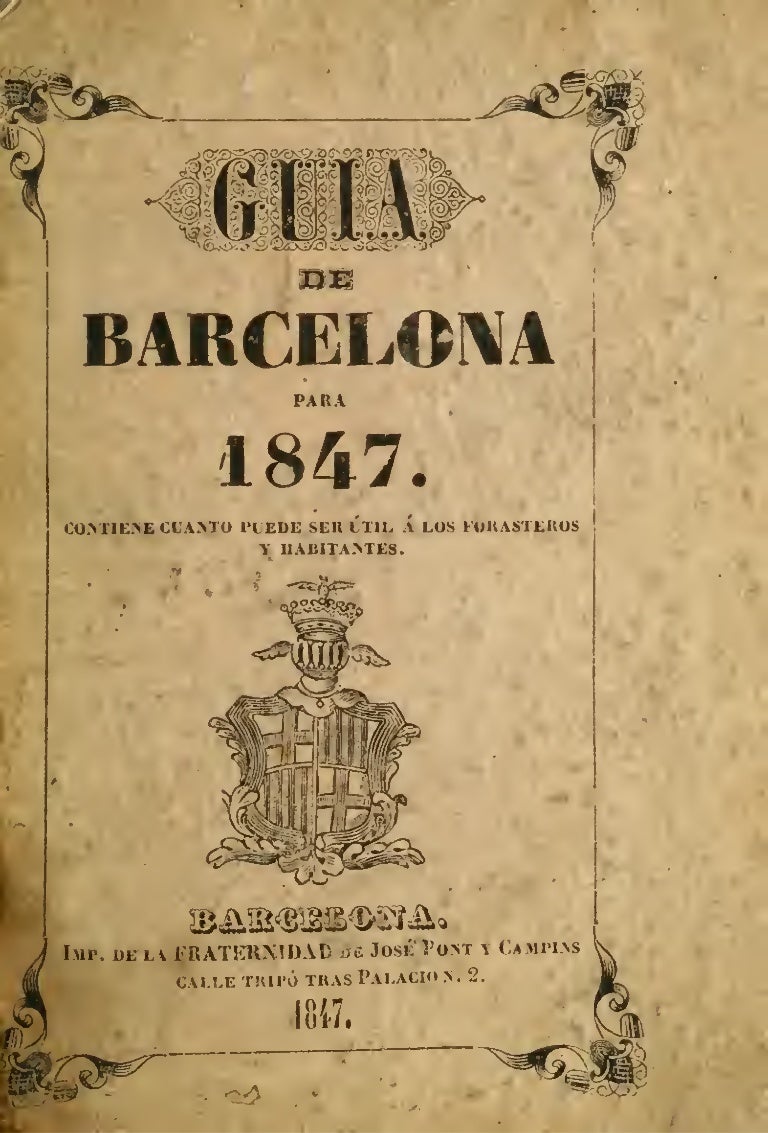 GUIA
DE
BARCELONA
PARA
1847.
CONTIENE CUANTO PUEDE SER ÚTIL Á LOS FORASTEROS
Y HABITANTES.
BARCELONA.
IMP. DE LA FRATERNIDAD DE JOSÉ PONT Y CAMPINS
CALLE TRIPÓ TRAS PALACIO N. 2.
1847.